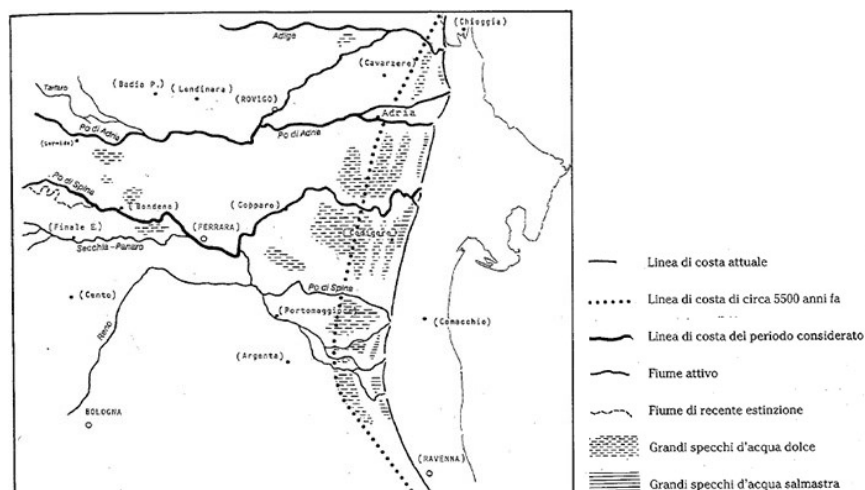 (Chioggia)
Adige
(Cavarzere)
Tartaro
(Badia P.)
(Lendinara)
(ROVIGO)
Adria
Po di Adria
Po di Adria
(Sermide)
Po di Spina
(Bondeno)
(Copparo)
(Finale E.)
(FERRARA)
(Codigoro)
Secchia-Panaro
Po di Spina
(Cento)
(Portomaggiore)
(Comacchio)
Reno
(Argenta)
BOLOGNA
(RAVENNA)
Linea di costa attuale
Linea di costa di circa 5500 anni fa
Linea di costa del periodo considerato
Fiume attivo
Fiume di recente estinzione
Grandi specchi d'acqua dolce
Grandi specchi d'acqua salmastra